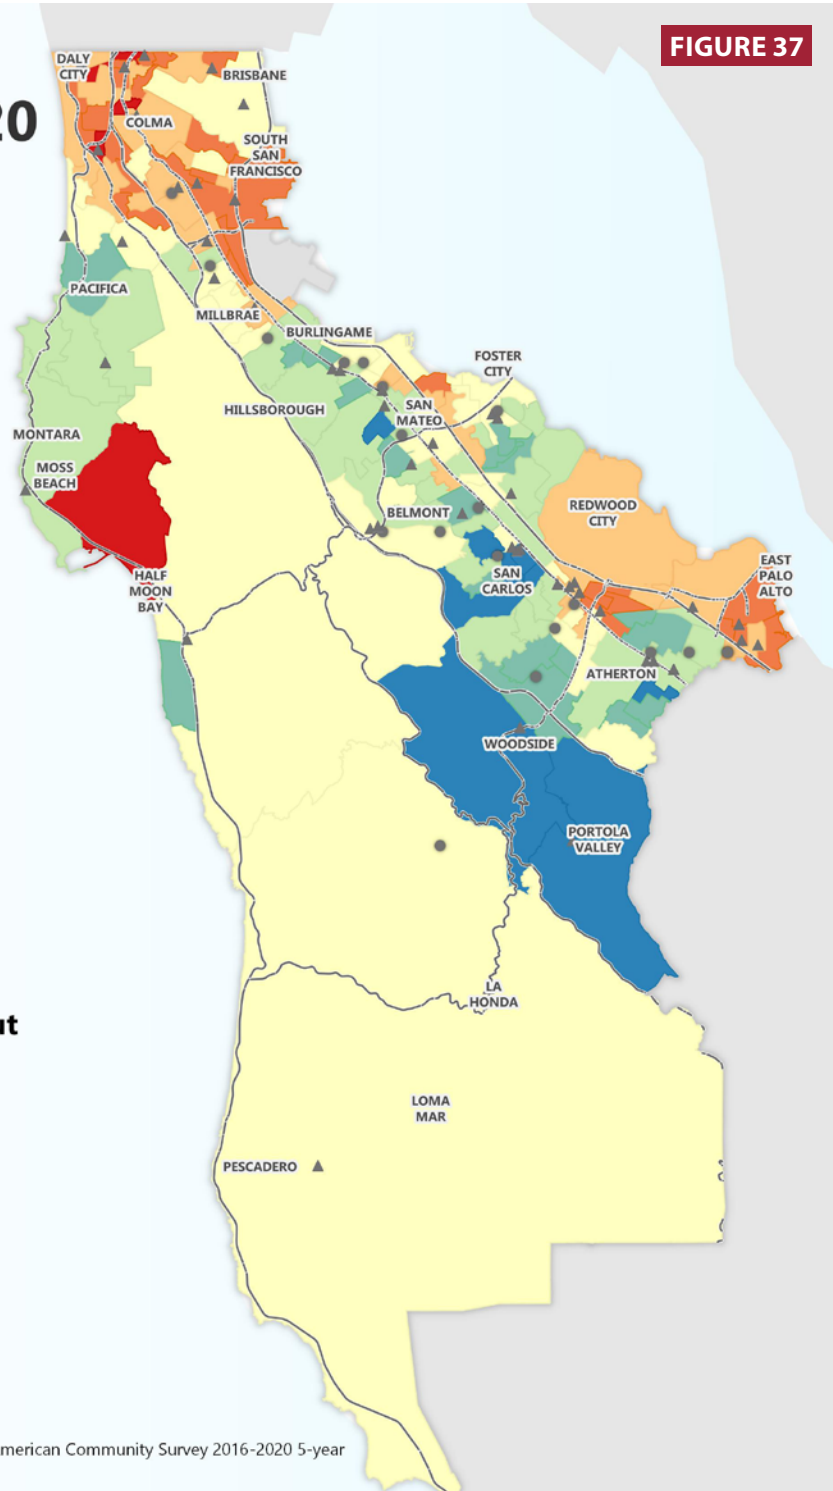 FIGURE 37
20
DALY
CITY
BRISBANE
COLMA
SOUTH
SAN
FRANCISCO
PACIFICA
MILLBRAE
BURLINGAME
FOSTER
CITY
HILLSBOROUGH
SAN
MATEO
MONTARA
MOSS
BEACH
REDWOOD
CITY
BELMONT
EAST
PALO
ALTO
SAN
CARLOS
HALF
MOON
BAY
ATHERTON
WOODSIDE
PORTOLA
VALLEY
LA
HONDA
ut
LOMA
MAR
PESCADERO
merican Community Survey 2016-2020 5-year